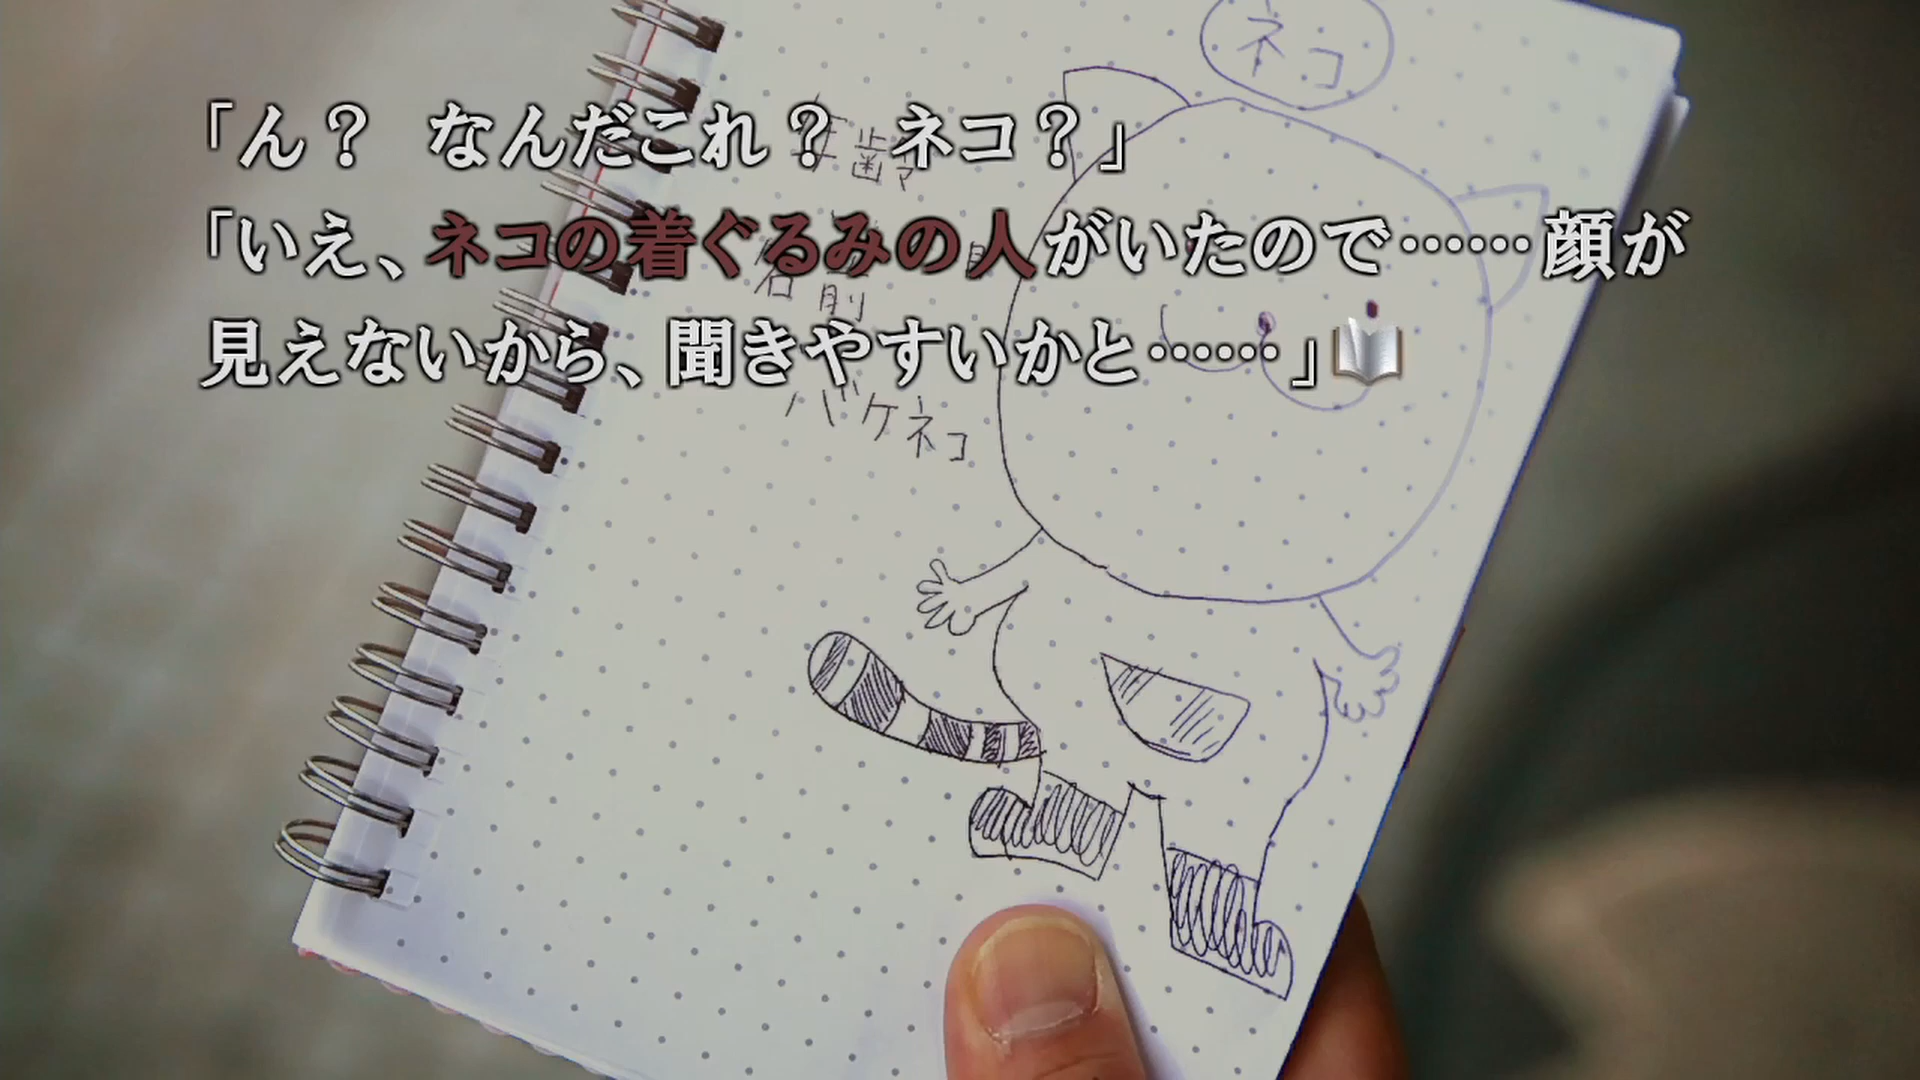 ネコ
「ん？　なんだこれ？　ネコ？」
年齢
「いえ、ネコの着ぐるみの人がいたので……顔が
名前
見えないから、聞きやすいかと……」
バケネコ